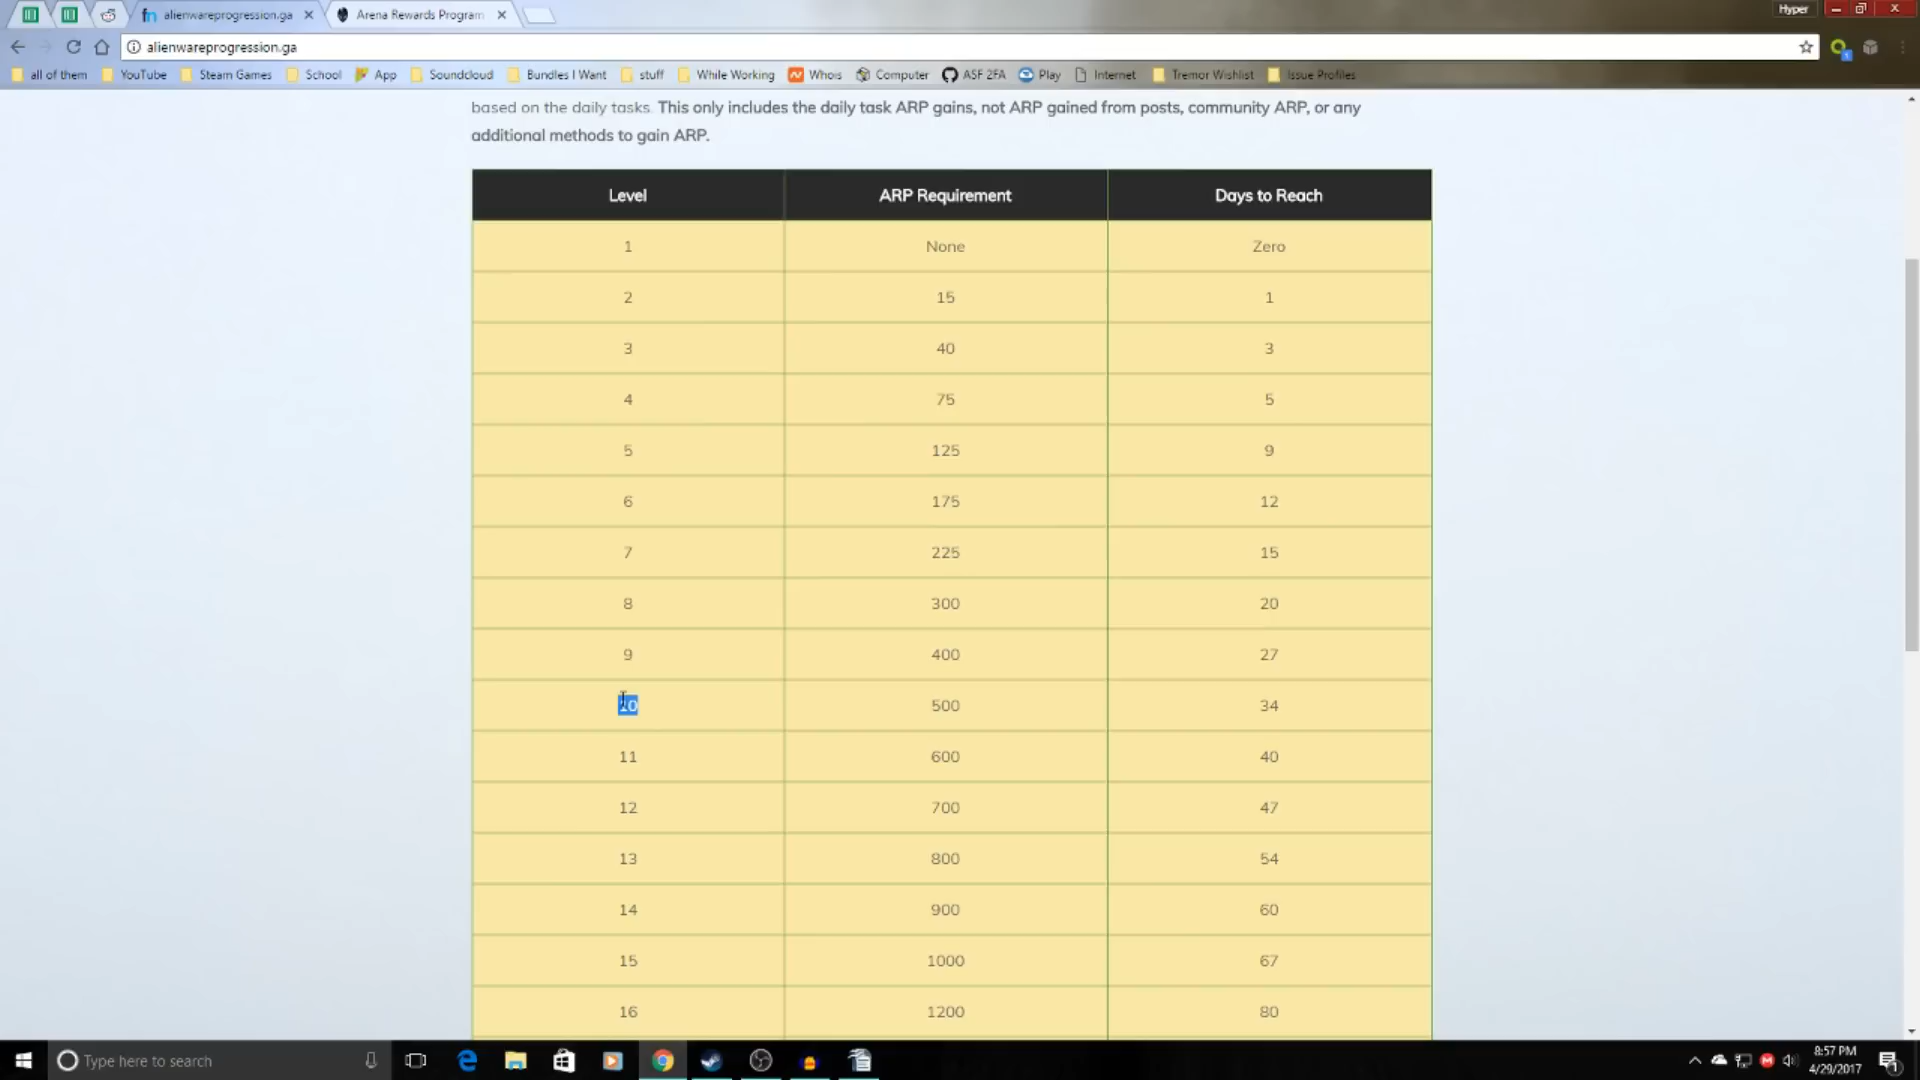 alienwareprogression.ga
Arena Rewards Program
Hyper
alienwareprogression.ga
all of them YouTube Steam Games School App Soundcloud Bundles I Want stuff While Working Whois Computer ASF 2FA Play Internet Tremor Wishlist Issue Profiles
based on the daily tasks. This only includes the daily task ARP gains, not ARP gained from posts, community ARP, or any
additional methods to gain ARP.
Level ARP Requirement Days to Reach
1 None Zero
2 15 1
3 40 3
4 75 5
5 125 9
6 175 12
7 225 15
8 300 20
9 400 27
10 500 34
11 600 40
12 700 47
13 800 54
14 900 60
15 1000 67
16 1200 80
Type here to search
8:57 PM
4/29/2017